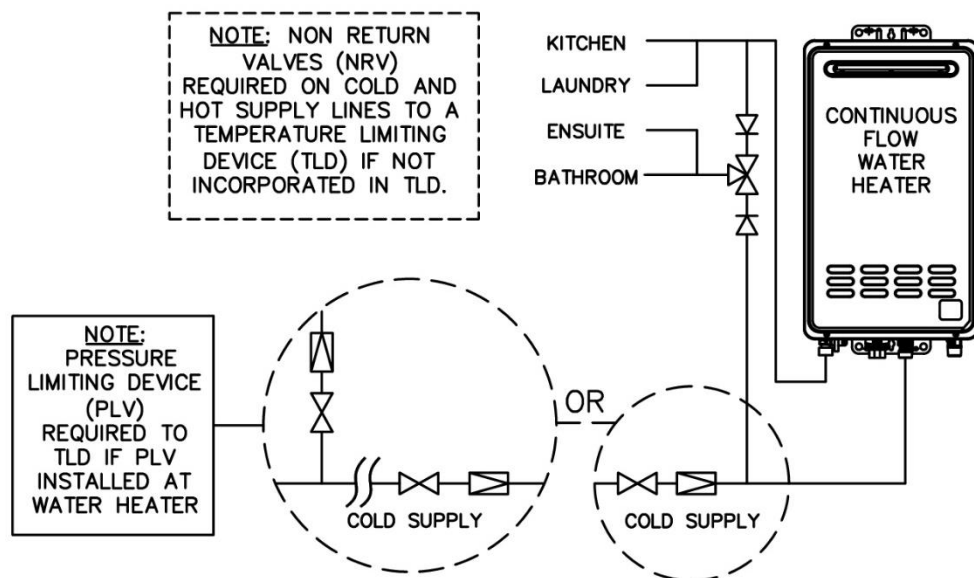 NOTE: NON RETURN
VALVES (NRV)
REQUIRED ON COLD AND
HOT SUPPLY LINES TO A
TEMPERATURE LIMITING
DEVICE (TLD) IF NOT
INCORPORATED IN TLD.
KITCHEN
LAUNDRY
ENSUITE
BATHROOM
CONTINUOUS
FLOW
WATER
HEATER
NOTE:
PRESSURE
LIMITING DEVICE
(PLV)
REQUIRED TO
TLD IF PLV
INSTALLED AT
WATER HEATER
OR
COLD SUPPLY
COLD SUPPLY